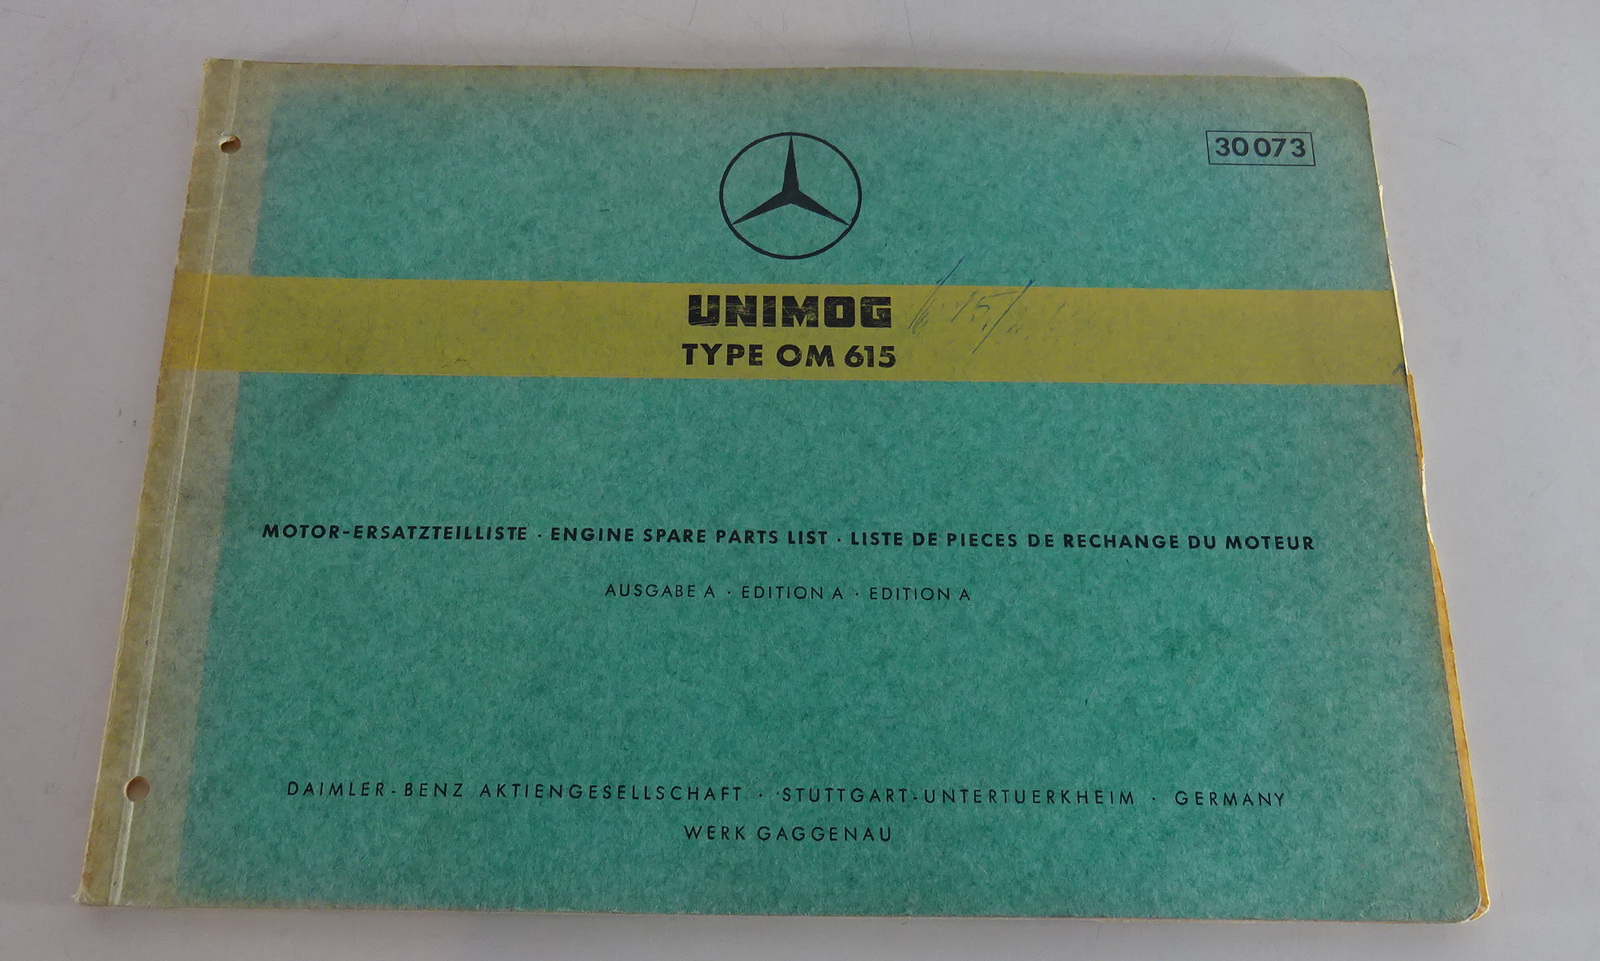 30 073
UNIMOG
TYPE OM 615
MOTOR-ERSATZTEILLISTE · ENGINE SPARE PARTS LIST · LISTE DE PIECES DE RECHANGE DU MOTEUR
AUSGABE A · EDITION A · EDITION A
DAIMLER-BENZ AKTIENGESELLSCHAFT · STUTTGART-UNTERTUERKHEIM · GERMANY
WERK GAGGENAU